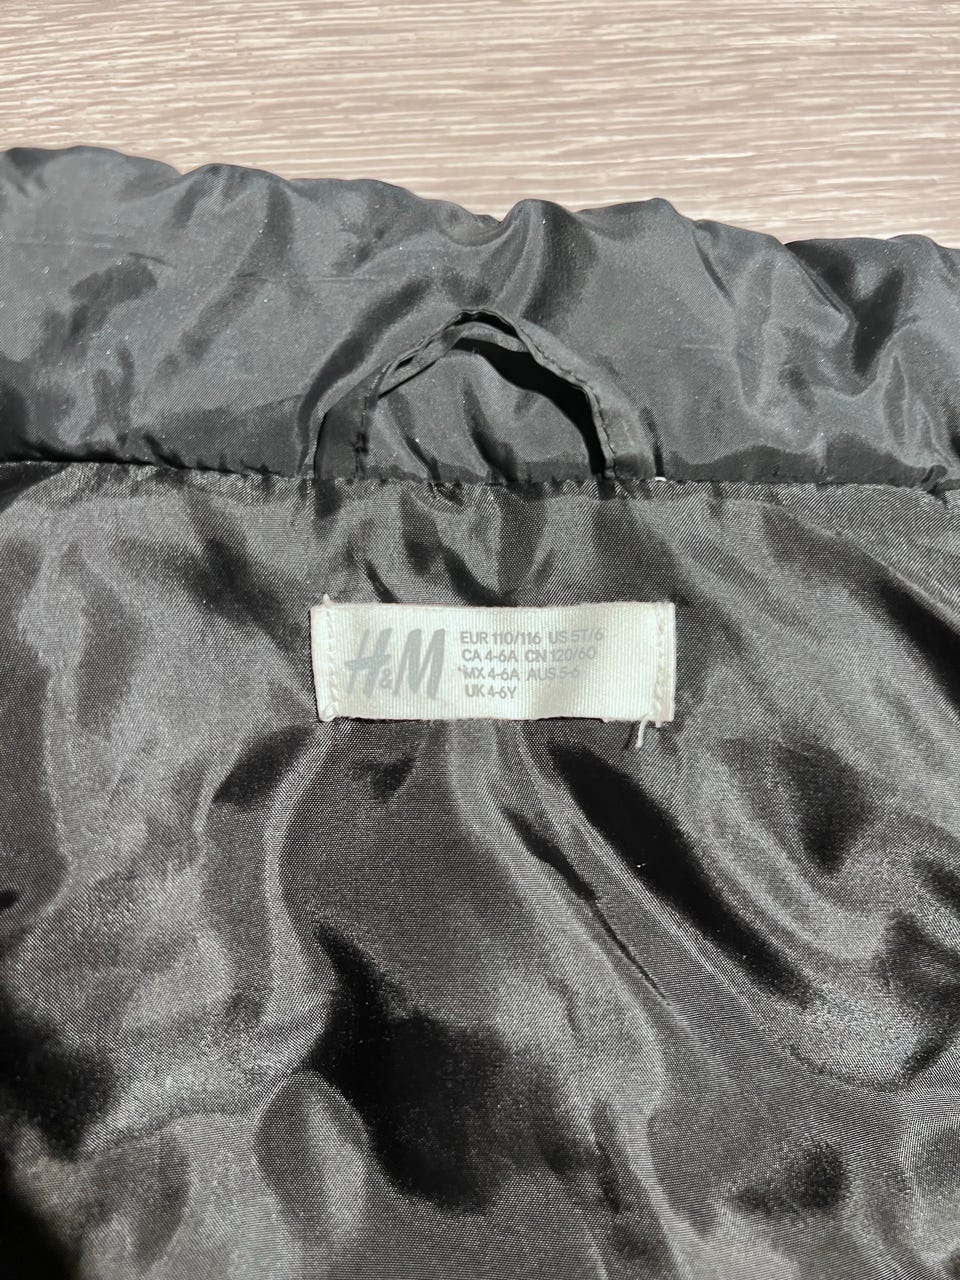 H&M
EUR 110/116 US 5T/6
CA 4-6A CN 120/60
MX 4-6A AUS 5-6
UK 4-6Y